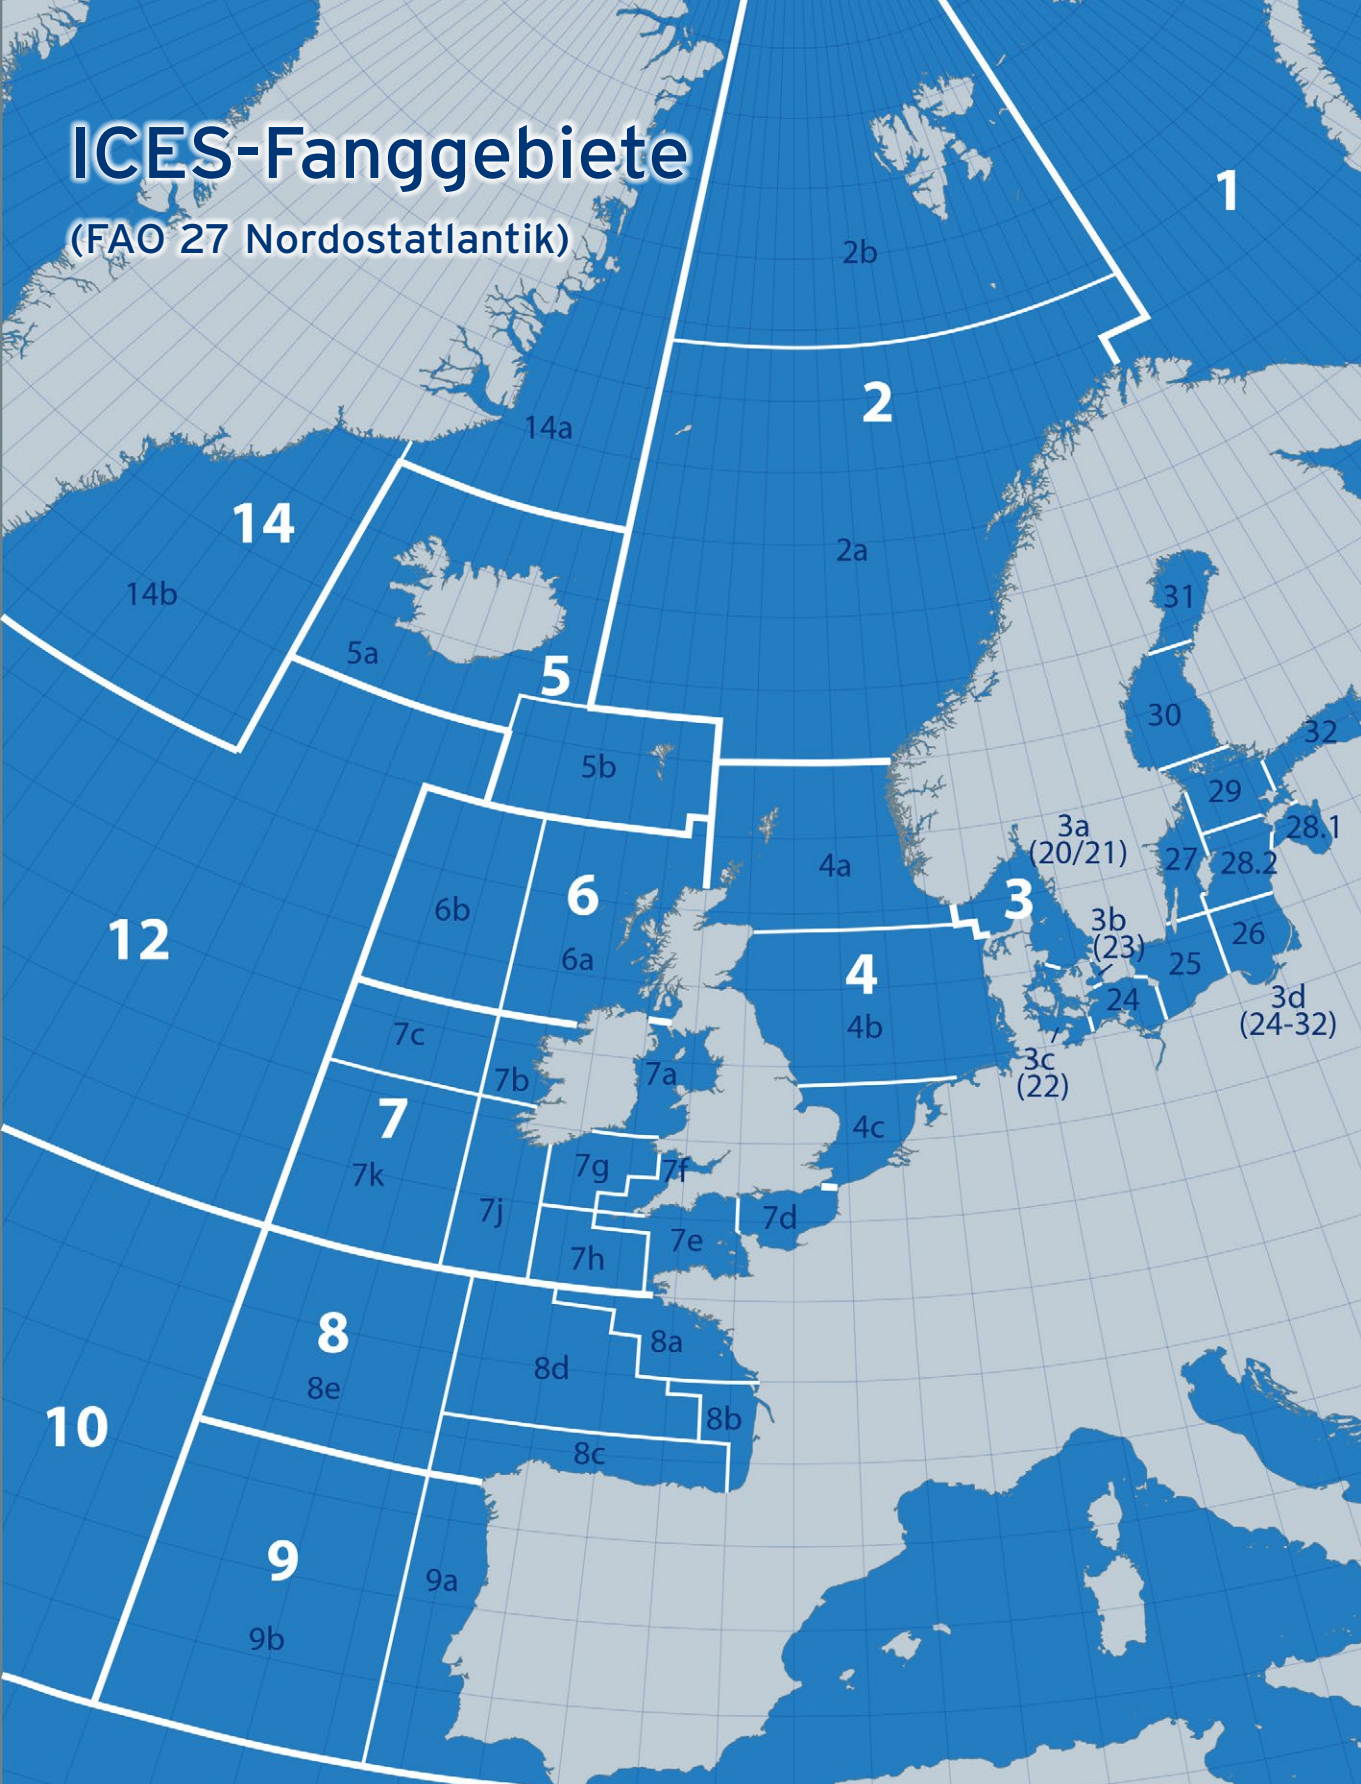 ICES-Fanggebiete
(FAO 27 Nordostatlantik)
1
2b
2
14a
14
2a
14b
31
5a
5
30
32
5b
29
3a
(20/21)
28.1
4a
27
28.2
6
3
6b
3b
(23)
12
26
6a
25
4
24
3d
(24-32)
7c
4b
3c
(22)
7b
7a
7
4c
7g
7f
7k
7j
7d
7e
7h
8
8a
8d
8e
10
8b
8c
9
9a
9b